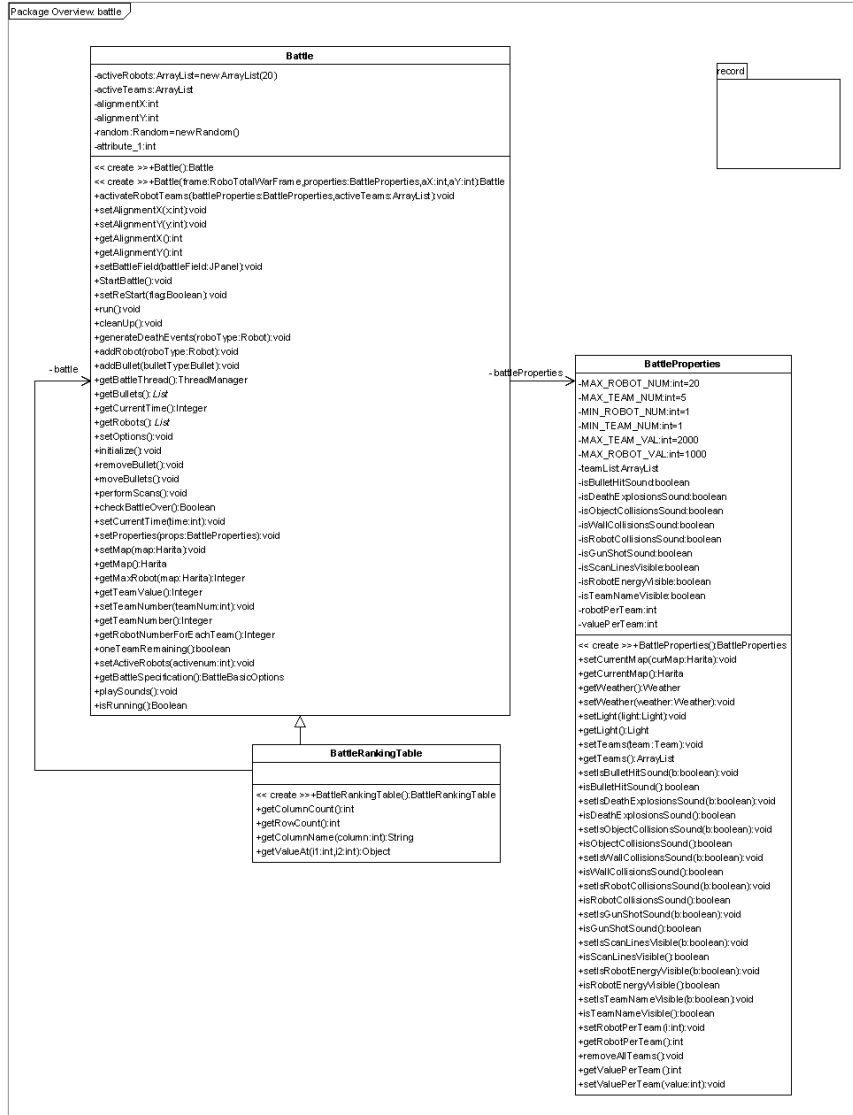 Package Overview: battle
Battle
-activeRobots:ArrayList=new ArrayList(20)
-activeTeams:ArrayList
-alignmentX:int
-alignmentY:int
-random:Random=new Random()
-attribute_1:int
<< create >>+Battle():Battle
<< create >>+Battle(frame:RoboTotalWarFrame,properties:BattleProperties,aX:int,aY:int):Battle
+activateRobotTeams(battleProperties:BattleProperties,activeTeams:ArrayList):void
+setAlignmentX(x:int):void
+setAlignmentY(y:int):void
+getAlignmentX():int
+getAlignmentY():int
+setBattleField(battleField:JPanel):void
+StartBattle():void
+setReStart(flag:Boolean):void
+run():void
+cleanUp():void
+generateDeathEvents(roboType:Robot):void
+addRobot(roboType:Robot):void
+addBullet(bulletType:Bullet):void
+getBattleThread():ThreadManager
+getBullets():List
+getCurrentTime():Integer
+getRobots():List
+setOptions():void
+initialize():void
+removeBullet():void
+moveBullets():void
+performScans():void
+checkBattleOver():Boolean
+setCurrentTime(time:int):void
+setProperties(props:BattleProperties):void
+setMap(map:Harita):void
+getMap():Harita
+getMaxRobot(map:Harita):Integer
+getTeamValue():Integer
+setTeamNumber(teamNum:int):void
+getTeamNumber():Integer
+getRobotNumberForEachTeam():Integer
+oneTeamRemaining():boolean
+setActiveRobots(activenum:int):void
+getBattleSpecification():BattleBasicOptions
+playSounds():void
+isRunning():Boolean
- battle
- battleProperties
record
BattleRankingTable
<< create >>+BattleRankingTable():BattleRankingTable
+getColumnCount():int
+getRowCount():int
+getColumnName(column:int):String
+getValueAt(i1:int,i2:int):Object
BattleProperties
-MAX_ROBOT_NUM:int=20
-MAX_TEAM_NUM:int=5
-MIN_ROBOT_NUM:int=1
-MIN_TEAM_NUM:int=1
-MAX_TEAM_VAL:int=2000
-MAX_ROBOT_VAL:int=1000
-teamList:ArrayList
-isBulletHitSound:boolean
-isDeathExplosionsSound:boolean
-isObjectCollisionsSound:boolean
-isWallCollisionsSound:boolean
-isRobotCollisionsSound:boolean
-isGunShotSound:boolean
-isScanLinesVisible:boolean
-isRobotEnergyVisible:boolean
-isTeamNameVisible:boolean
-robotPerTeam:int
-valuePerTeam:int
<< create >>+BattleProperties():BattleProperties
+setCurrentMap(curMap:Harita):void
+getCurrentMap():Harita
+getWeather():Weather
+setWeather(weather:Weather):void
+setLight(light:Light):void
+getLight():Light
+setTeams(team:Team):void
+getTeams():ArrayList
+setIsBulletHitSound(b:boolean):void
+isBulletHitSound():boolean
+setIsDeathExplosionsSound(b:boolean):void
+isDeathExplosionsSound():boolean
+setIsObjectCollisionsSound(b:boolean):void
+isObjectCollisionsSound():boolean
+setIsWallCollisionsSound(b:boolean):void
+isWallCollisionsSound():boolean
+setIsRobotCollisionsSound(b:boolean):void
+isRobotCollisionsSound():boolean
+setIsGunShotSound(b:boolean):void
+isGunShotSound():boolean
+setIsScanLinesVisible(b:boolean):void
+isScanLinesVisible():boolean
+setIsRobotEnergyVisible(b:boolean):void
+isRobotEnergyVisible():boolean
+setIsTeamNameVisible(b:boolean):void
+isTeamNameVisible():boolean
+setRobotPerTeam(i:int):void
+getRobotPerTeam():int
+removeAllTeams():void
+getValuePerTeam():int
+setValuePerTeam(value:int):void